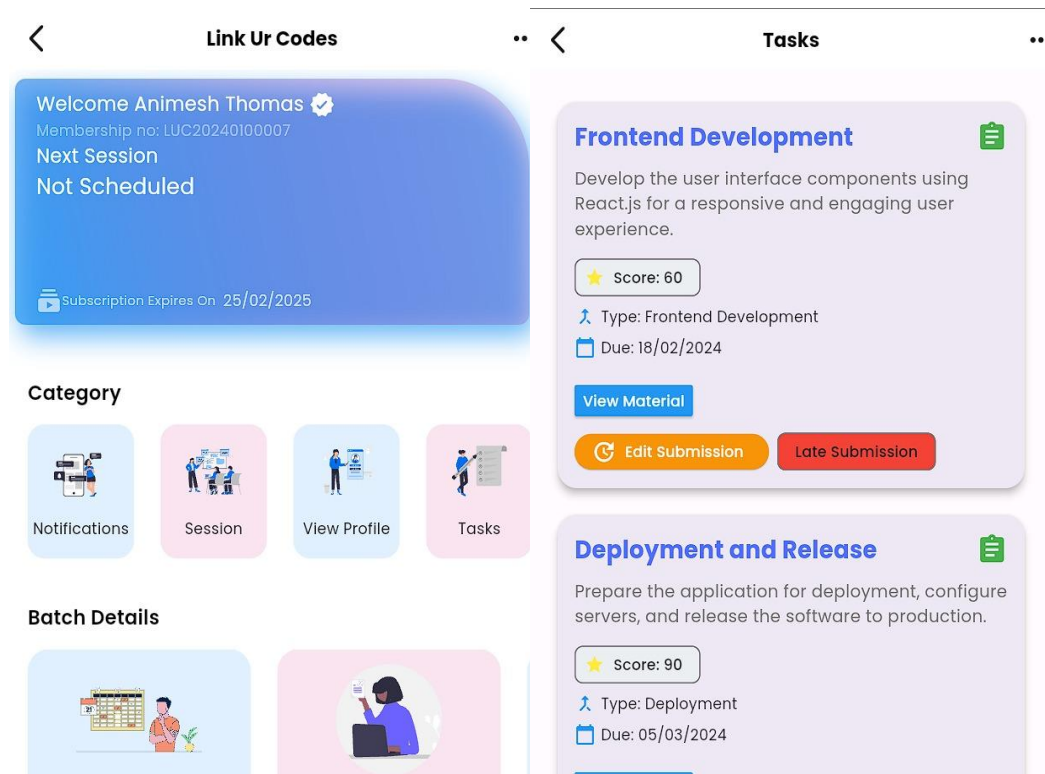 Link Ur Codes
Welcome Animesh Thomas
Membership no: LUC20240100007
Next Session
Not Scheduled
Subscription Expires On 25/02/2025
Category
Notifications
Session
View Profile
Tasks
Batch Details
21
Tasks
Frontend Development
Develop the user interface components using
React.js for a responsive and engaging user
experience.
Score: 60
Type: Frontend Development
Due: 18/02/2024
View Material
Edit Submission
Late Submission
Deployment and Release
Prepare the application for deployment, configure
servers, and release the software to production.
Score: 90
Type: Deployment
Due: 05/03/2024